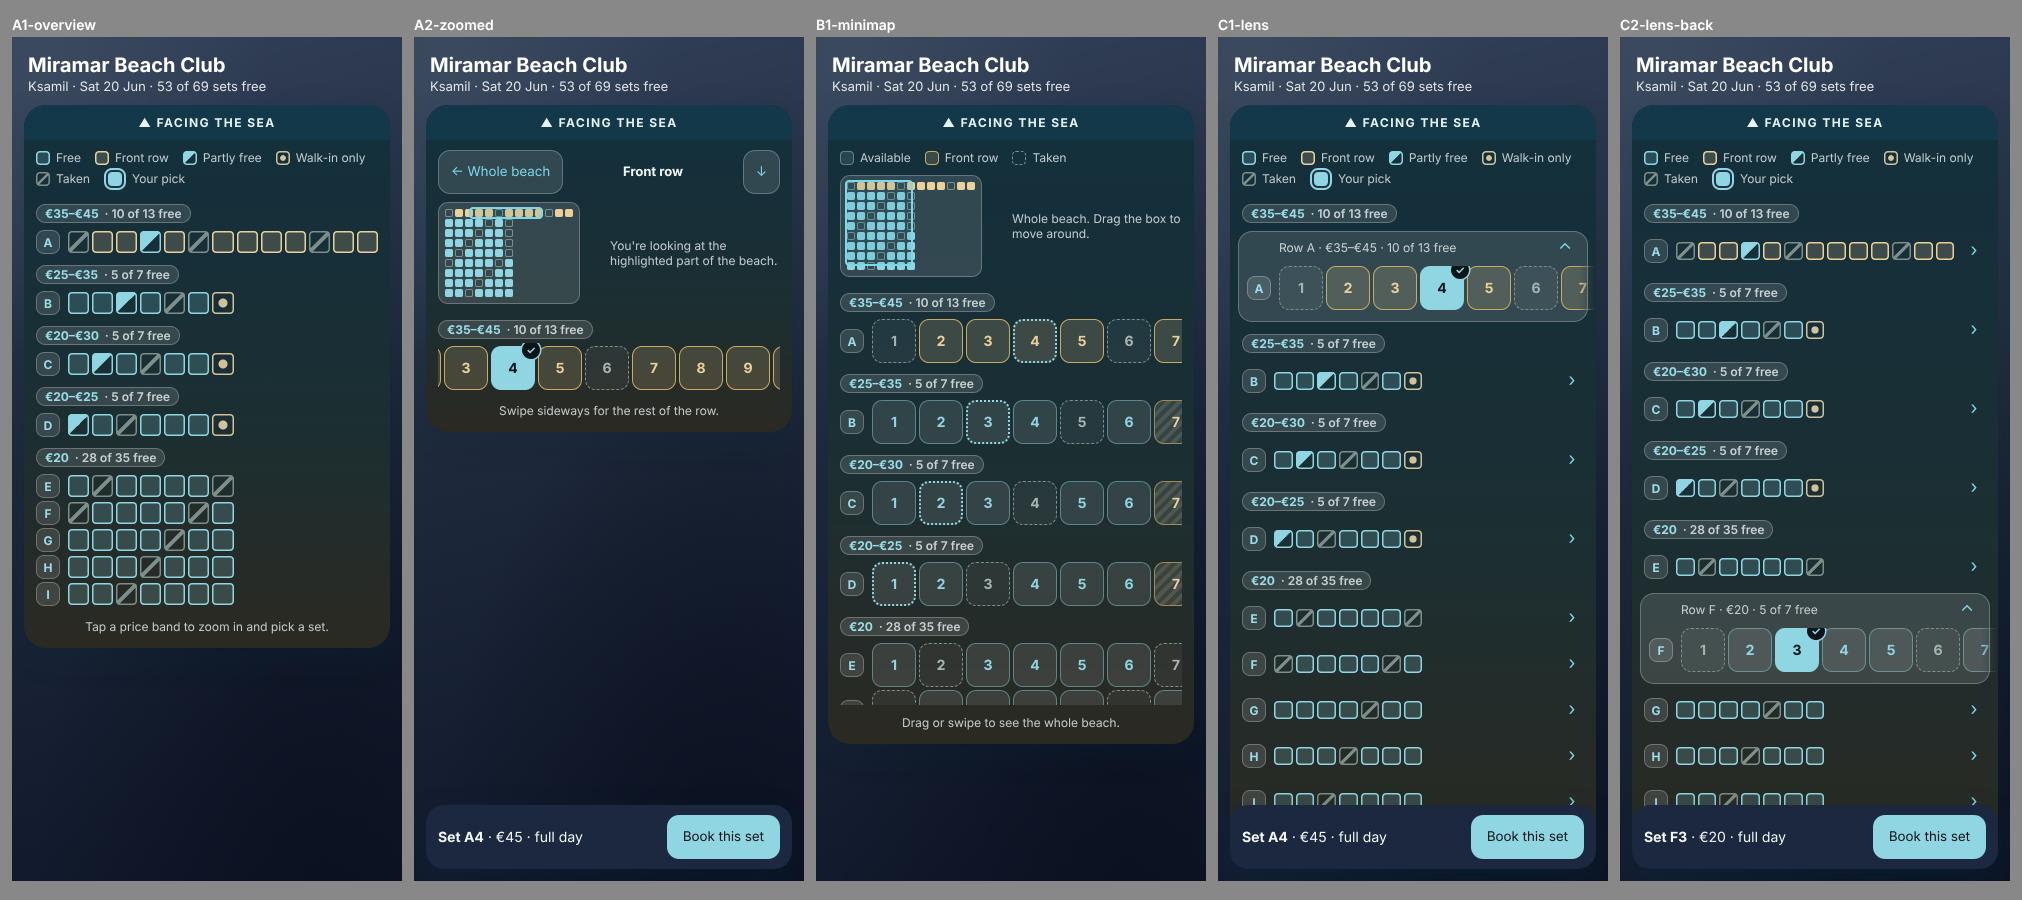 A1-overview
Miramar Beach Club
Ksamil · Sat 20 Jun · 53 of 69 sets free
▲ FACING THE SEA
Free Front row Partly free Walk-in only
Taken Your pick
€35–€45 · 10 of 13 free
A
€25–€35 · 5 of 7 free
B
€20–€30 · 5 of 7 free
C
€20–€25 · 5 of 7 free
D
€20 · 28 of 35 free
E
F
G
H
I
Tap a price band to zoom in and pick a set.
A2-zoomed
Miramar Beach Club
Ksamil · Sat 20 Jun · 53 of 69 sets free
▲ FACING THE SEA
← Whole beach Front row ↓
You're looking at the
highlighted part of the beach.
€35–€45 · 10 of 13 free
3 4 5 6 7 8 9
Swipe sideways for the rest of the row.
Set A4 · €45 · full day Book this set
B1-minimap
Miramar Beach Club
Ksamil · Sat 20 Jun · 53 of 69 sets free
▲ FACING THE SEA
Available Front row Taken
Whole beach. Drag the box to
move around.
€35–€45 · 10 of 13 free
A 1 2 3 4 5 6 7
€25–€35 · 5 of 7 free
B 1 2 3 4 5 6 7
€20–€30 · 5 of 7 free
C 1 2 3 4 5 6 7
€20–€25 · 5 of 7 free
D 1 2 3 4 5 6 7
€20 · 28 of 35 free
E 1 2 3 4 5 6 7
Drag or swipe to see the whole beach.
C1-lens
Miramar Beach Club
Ksamil · Sat 20 Jun · 53 of 69 sets free
▲ FACING THE SEA
Free Front row Partly free Walk-in only
Taken Your pick
€35–€45 · 10 of 13 free
Row A · €35–€45 · 10 of 13 free
A 1 2 3 4 5 6 7
€25–€35 · 5 of 7 free
B
€20–€30 · 5 of 7 free
C
€20–€25 · 5 of 7 free
D
€20 · 28 of 35 free
E
F
G
H
I
Set A4 · €45 · full day Book this set
C2-lens-back
Miramar Beach Club
Ksamil · Sat 20 Jun · 53 of 69 sets free
▲ FACING THE SEA
Free Front row Partly free Walk-in only
Taken Your pick
€35–€45 · 10 of 13 free
A
€25–€35 · 5 of 7 free
B
€20–€30 · 5 of 7 free
C
€20–€25 · 5 of 7 free
D
€20 · 28 of 35 free
E
Row F · €20 · 5 of 7 free
F 1 2 3 4 5 6 7
G
H
I
Set F3 · €20 · full day Book this set